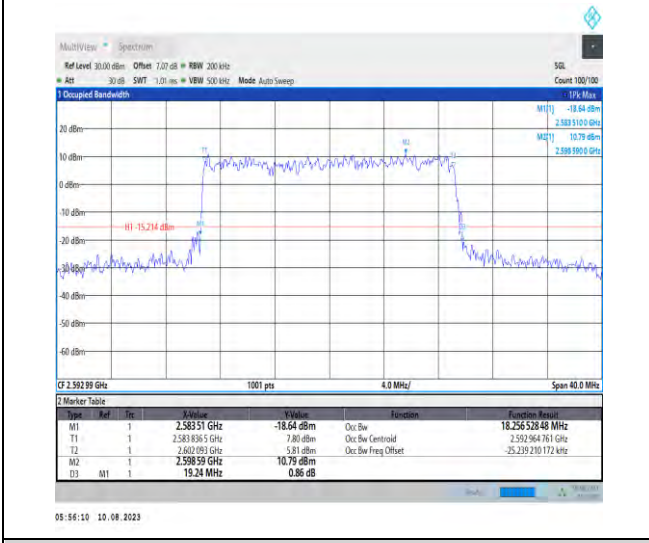 MultiView Spectrum
Ref Level 30.00 dBm Offset 7.07 dB RBW 200 kHz SGL
Att 30 dB SWT 1.01 ms VBW 500 kHz Mode Auto Sweep Count 100/100
1 Occupied Bandwidth 1Pk Max
M1[1] -18.64 dBm
2.583 510 0 GHz
20 dBm
M2[1] 10.79 dBm
2.598 590 0 GHz
T1 M2 T2
10 dBm
0 dBm
-10 dBm
H1 -15.214 dBm M1
-20 dBm
-30 dBm
-40 dBm
-50 dBm
-60 dBm
CF 2.592 99 GHz 1001 pts 4.0 MHz/ Span 40.0 MHz
2 Marker Table
Type Ref Trc X-Value Y-Value Function Function Result
M1 1 2.583 51 GHz -18.64 dBm Occ Bw 18.256 528 48 MHz
T1 1 2.583 836 5 GHz 7.80 dBm Occ Bw Centroid 2.592 964 761 GHz
T2 1 2.602 093 GHz 5.81 dBm Occ Bw Freq Offset -25.239 210 172 kHz
M2 1 2.598 59 GHz 10.79 dBm
D3 M1 1 19.24 MHz 0.86 dB
05:56:10 10.08.2023